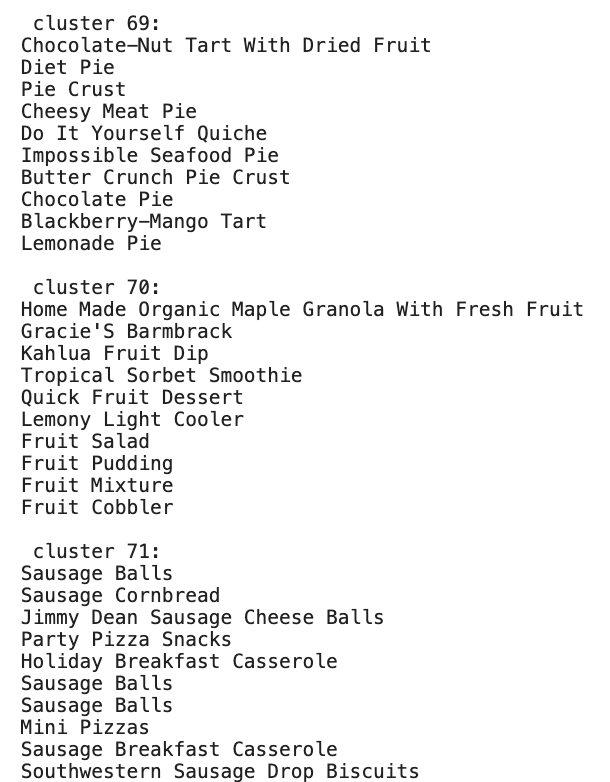 cluster 69:
Chocolate-Nut Tart With Dried Fruit
Diet Pie
Pie Crust
Cheesy Meat Pie
Do It Yourself Quiche
Impossible Seafood Pie
Butter Crunch Pie Crust
Chocolate Pie
Blackberry-Mango Tart
Lemonade Pie
cluster 70:
Home Made Organic Maple Granola With Fresh Fruit
Gracie'S Barmbrack
Kahlua Fruit Dip
Tropical Sorbet Smoothie
Quick Fruit Dessert
Lemony Light Cooler
Fruit Salad
Fruit Pudding
Fruit Mixture
Fruit Cobbler
cluster 71:
Sausage Balls
Sausage Cornbread
Jimmy Dean Sausage Cheese Balls
Party Pizza Snacks
Holiday Breakfast Casserole
Sausage Balls
Sausage Balls
Mini Pizzas
Sausage Breakfast Casserole
Southwestern Sausage Drop Biscuits